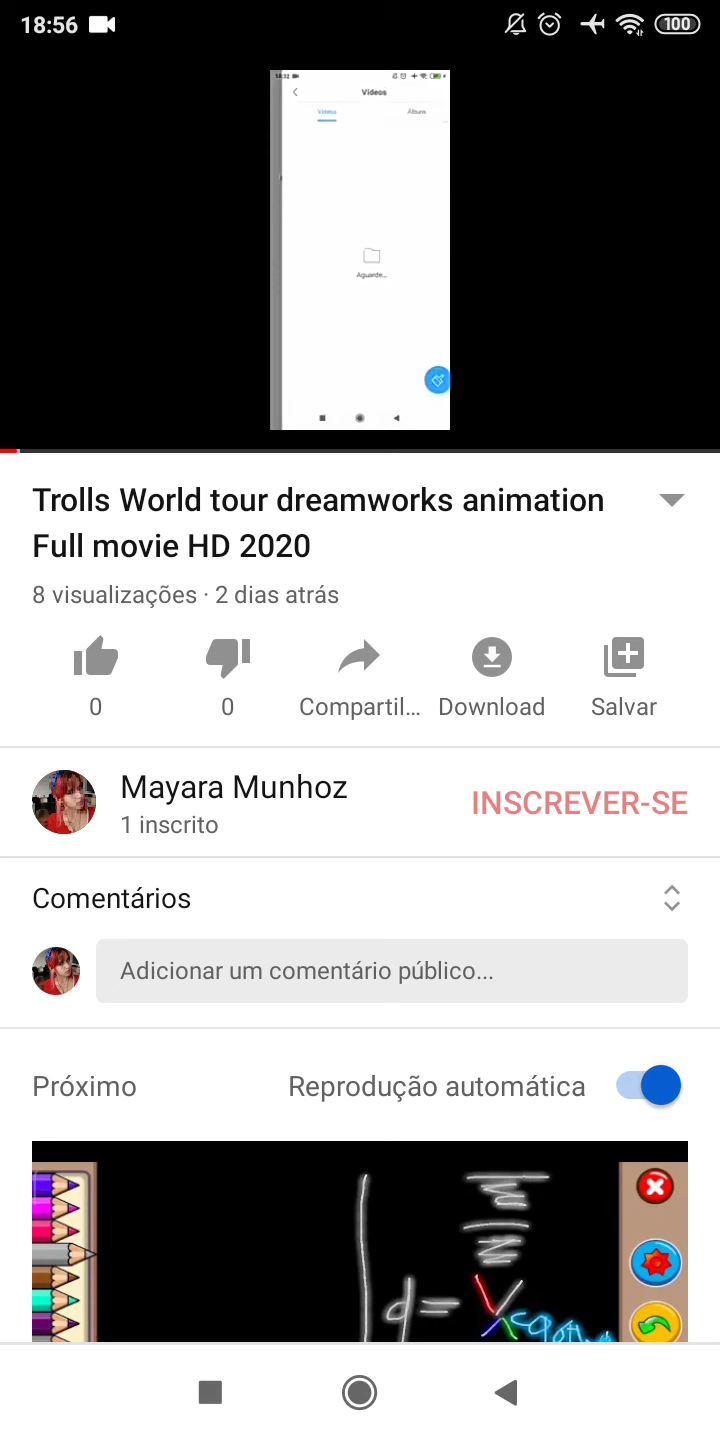 18:56
100
Vídeos
Vídeos Álbuns
Aguarde...
Trolls World tour dreamworks animation
Full movie HD 2020
8 visualizações · 2 dias atrás
0 0 Compartil... Download Salvar
Mayara Munhoz
INSCREVER-SE
1 inscrito
Comentários
Adicionar um comentário público...
Próximo Reprodução automática